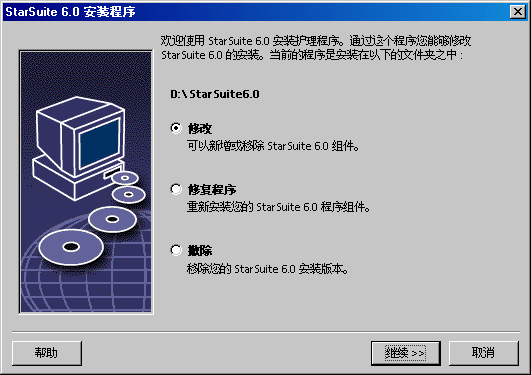 StarSuite 6.0 安装程序
欢迎使用 StarSuite 6.0 安装护理程序。通过这个程序您能够修改
StarSuite 6.0 的安装。当前的程序是安装在以下的文件夹之中：
D:\StarSuite6.0
修改
可以新增或移除 StarSuite 6.0 组件。
修复程序
重新安装您的 StarSuite 6.0 程序组件。
撤除
移除您的 StarSuite 6.0 安装版本。
帮助
继续 >>
取消